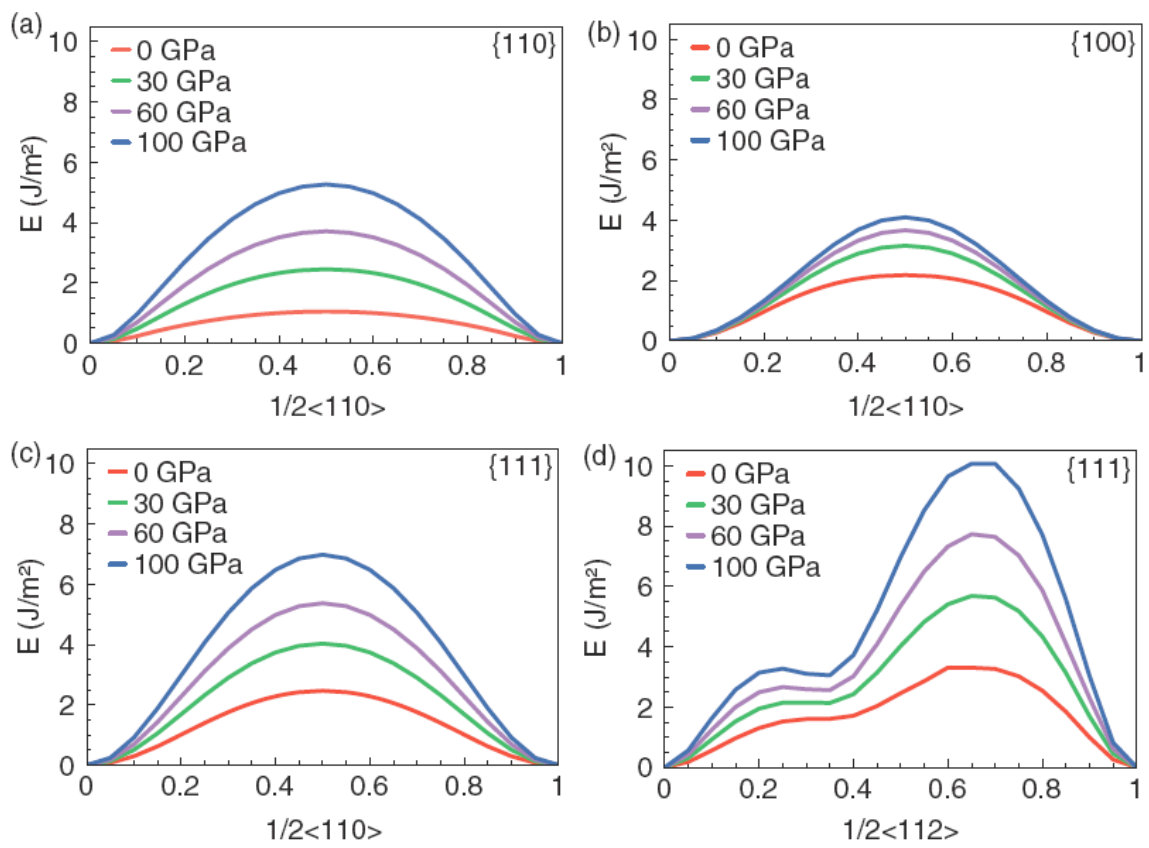 (a)
{110}
10
8
6
4
2
0
E (J/m²)
0 GPa
30 GPa
60 GPa
100 GPa
0 0.2 0.4 0.6 0.8 1
1/2<110>
(b)
{100}
10
8
6
4
2
0
E (J/m²)
0 GPa
30 GPa
60 GPa
100 GPa
0 0.2 0.4 0.6 0.8 1
1/2<110>
(c)
{111}
10
8
6
4
2
0
E (J/m²)
0 GPa
30 GPa
60 GPa
100 GPa
0 0.2 0.4 0.6 0.8 1
1/2<110>
(d)
{111}
10
8
6
4
2
0
E (J/m²)
0 GPa
30 GPa
60 GPa
100 GPa
0 0.2 0.4 0.6 0.8 1
1/2<112>